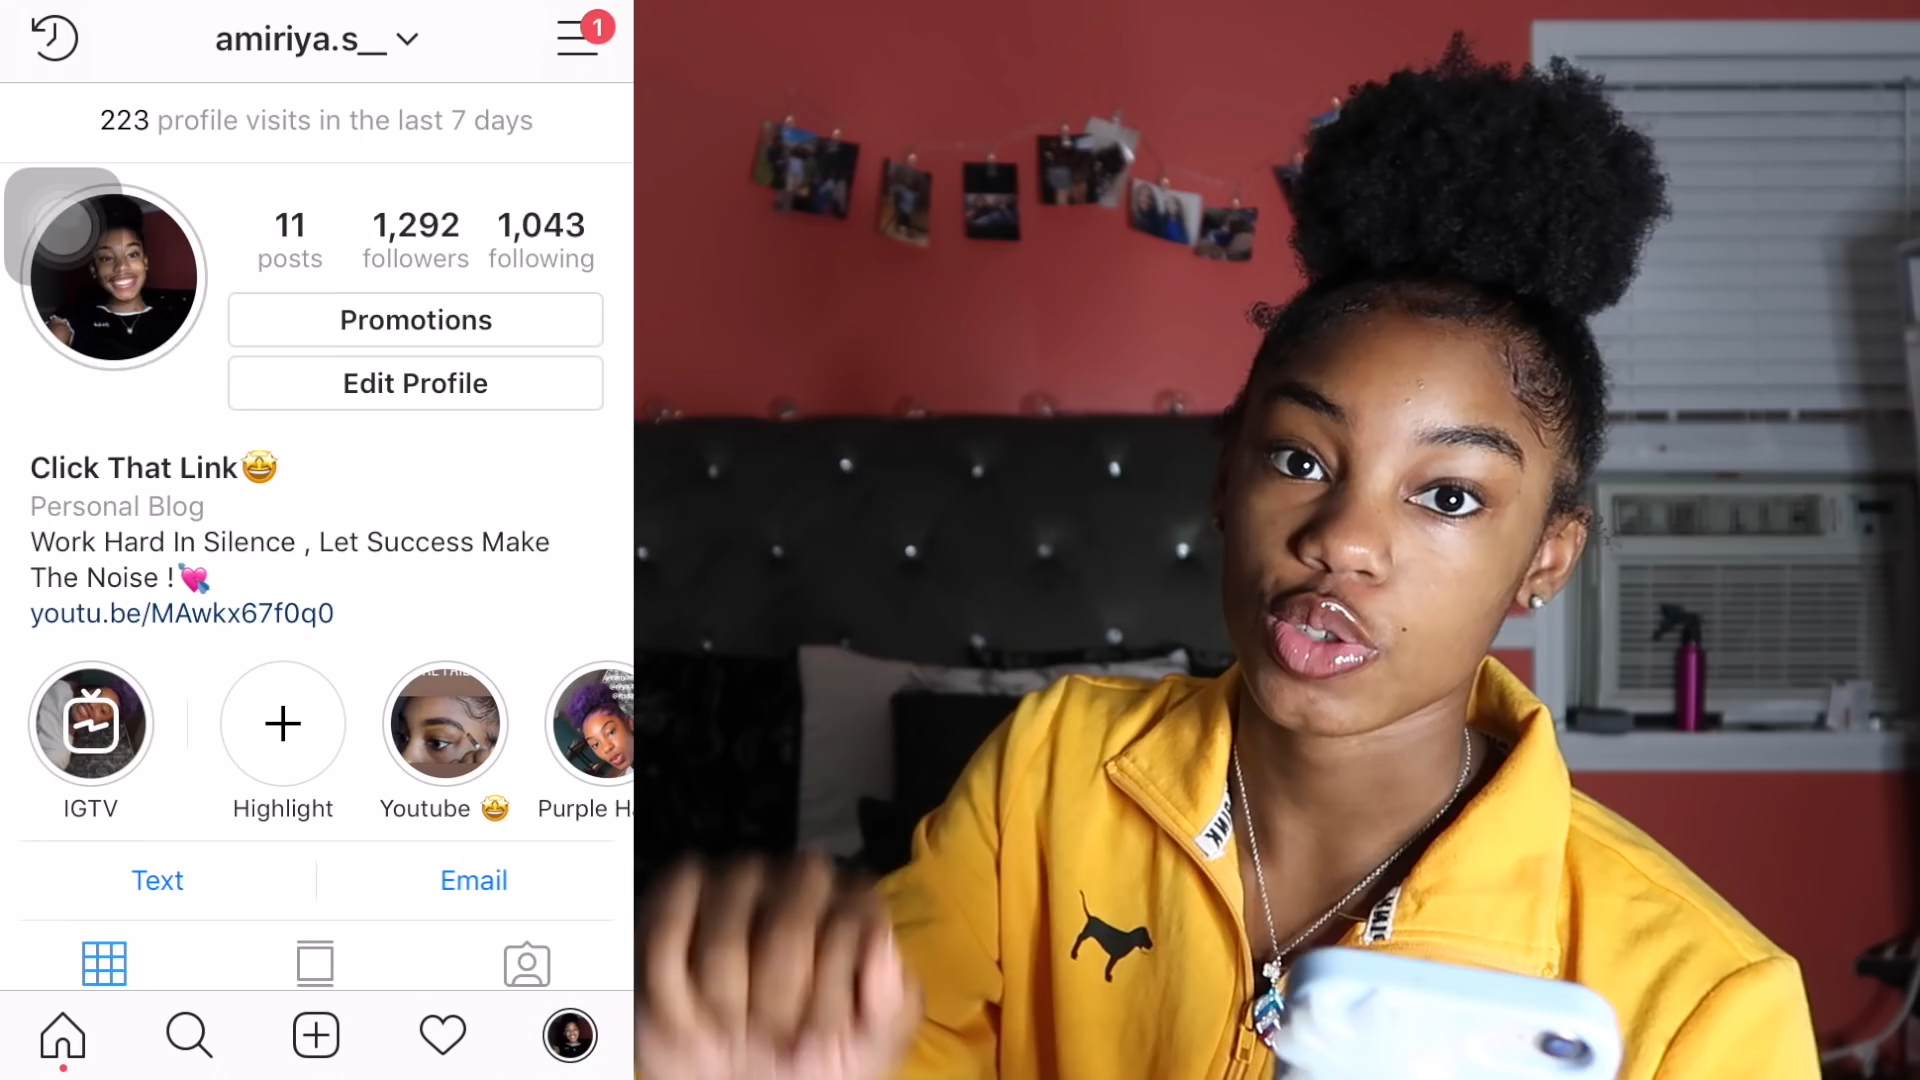 amiriya.s__
1
223 profile visits in the last 7 days
11 1,292 1,043
posts followers following
Promotions
Edit Profile
Click That Link🤩
Personal Blog
Work Hard In Silence , Let Success Make
The Noise !💘
youtu.be/MAwkx67f0q0
IGTV Highlight Youtube 🤩 Purple H
Text Email
PINK